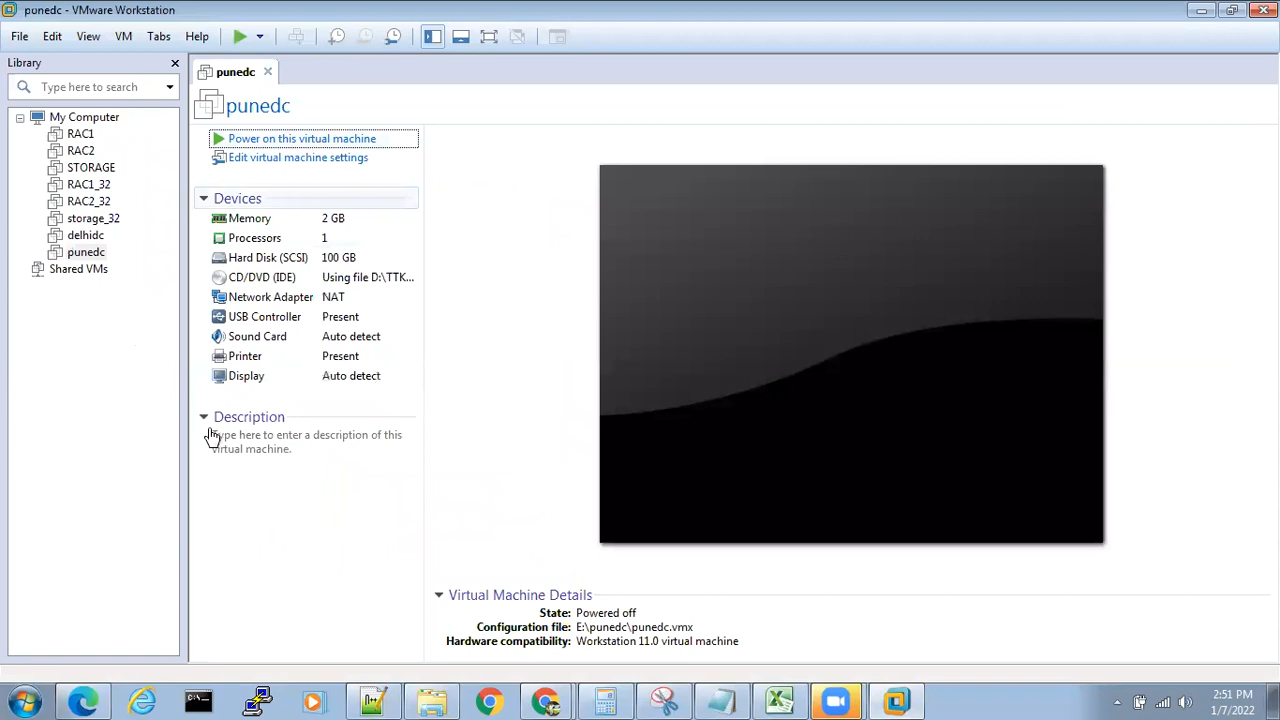 punedc - VMware Workstation
File Edit View VM Tabs Help
Library
Type here to search
My Computer
RAC1
RAC2
STORAGE
RAC1_32
RAC2_32
storage_32
delhidc
punedc
Shared VMs
punedc
punedc
Power on this virtual machine
Edit virtual machine settings
Devices
Memory 2 GB
Processors 1
Hard Disk (SCSI) 100 GB
CD/DVD (IDE) Using file D:\TTK...
Network Adapter NAT
USB Controller Present
Sound Card Auto detect
Printer Present
Display Auto detect
Description
Type here to enter a description of this
virtual machine.
Virtual Machine Details
State: Powered off
Configuration file: E:\punedc\punedc.vmx
Hardware compatibility: Workstation 11.0 virtual machine
2:51 PM
1/7/2022